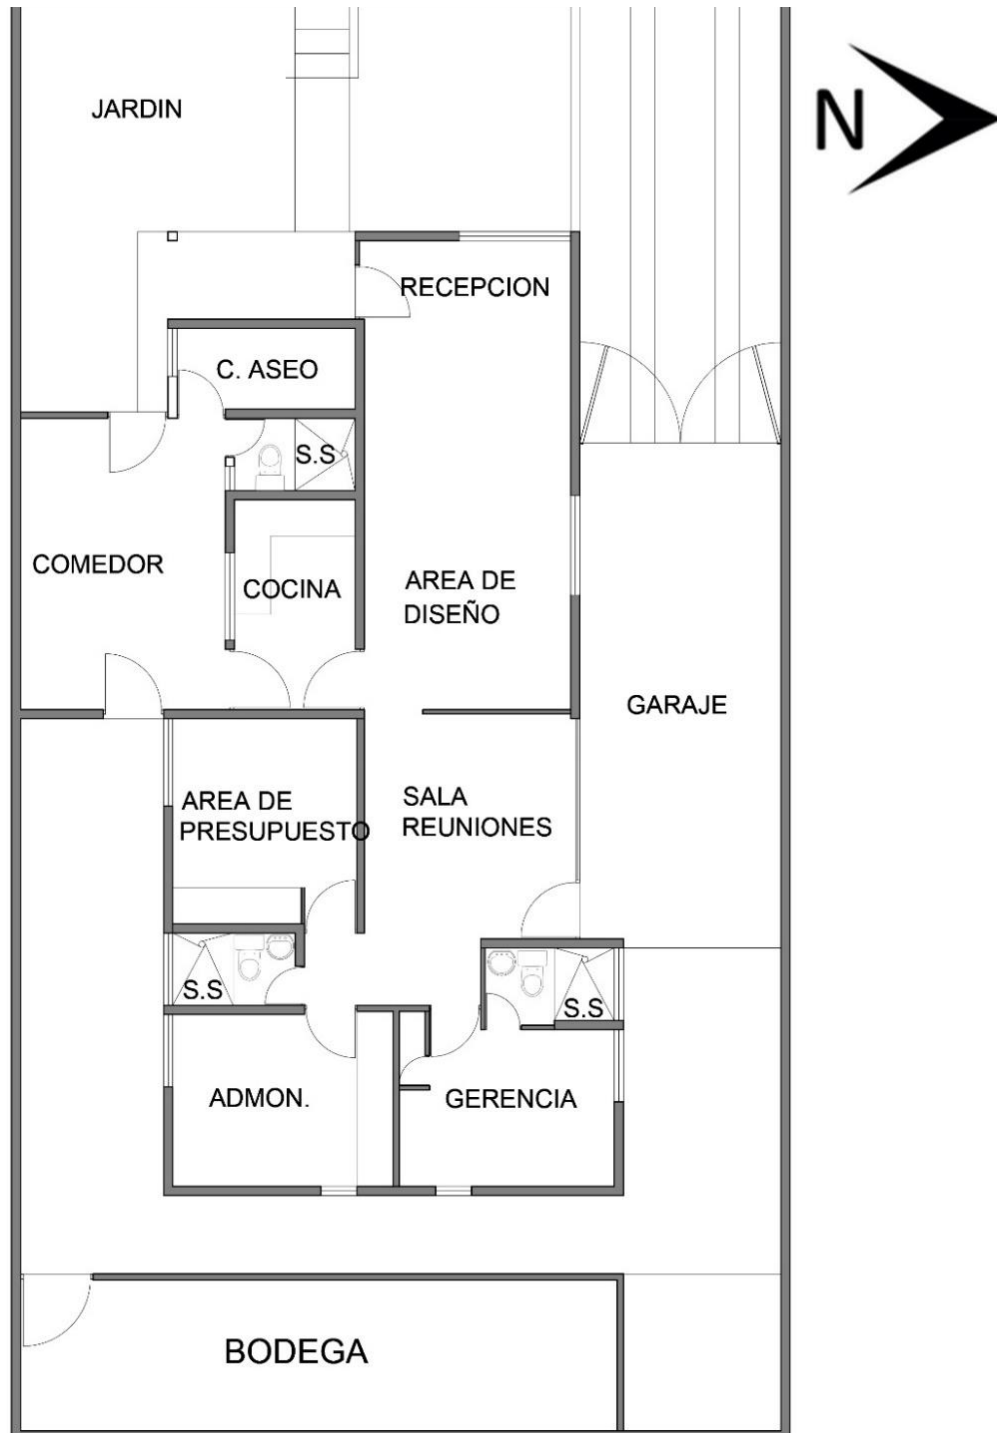 JARDIN
N
RECEPCION
C. ASEO
S.S
COMEDOR
COCINA
AREA DE
DISEÑO
GARAJE
AREA DE
PRESUPUESTO
SALA
REUNIONES
S.S
S.S
ADMON.
GERENCIA
BODEGA